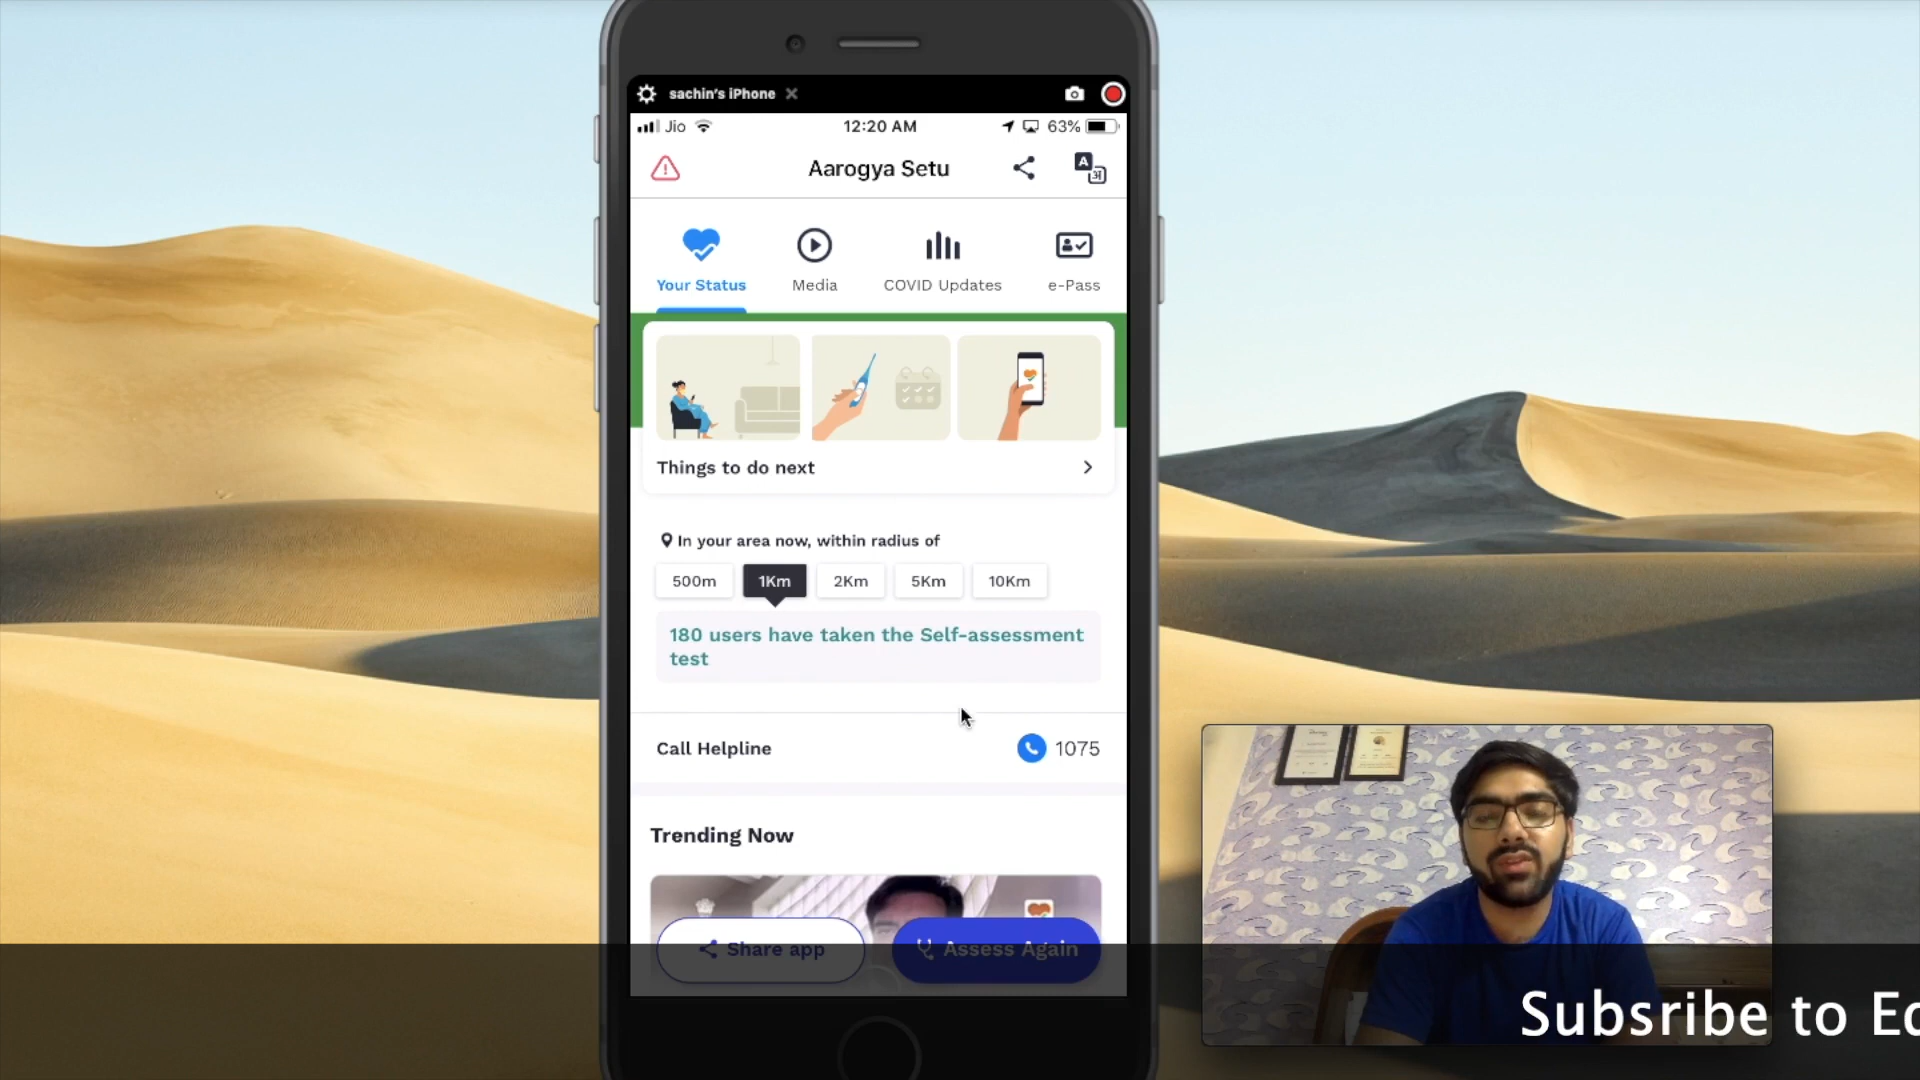 sachin's iPhone
Jio 12:20 AM 63%
Aarogya Setu
A अ
Your Status Media COVID Updates e-Pass
Things to do next
In your area now, within radius of
500m 1Km 2Km 5Km 10Km
180 users have taken the Self-assessment
test
Call Helpline 1075
Trending Now
Share app Assess Again
Subsribe to Ed